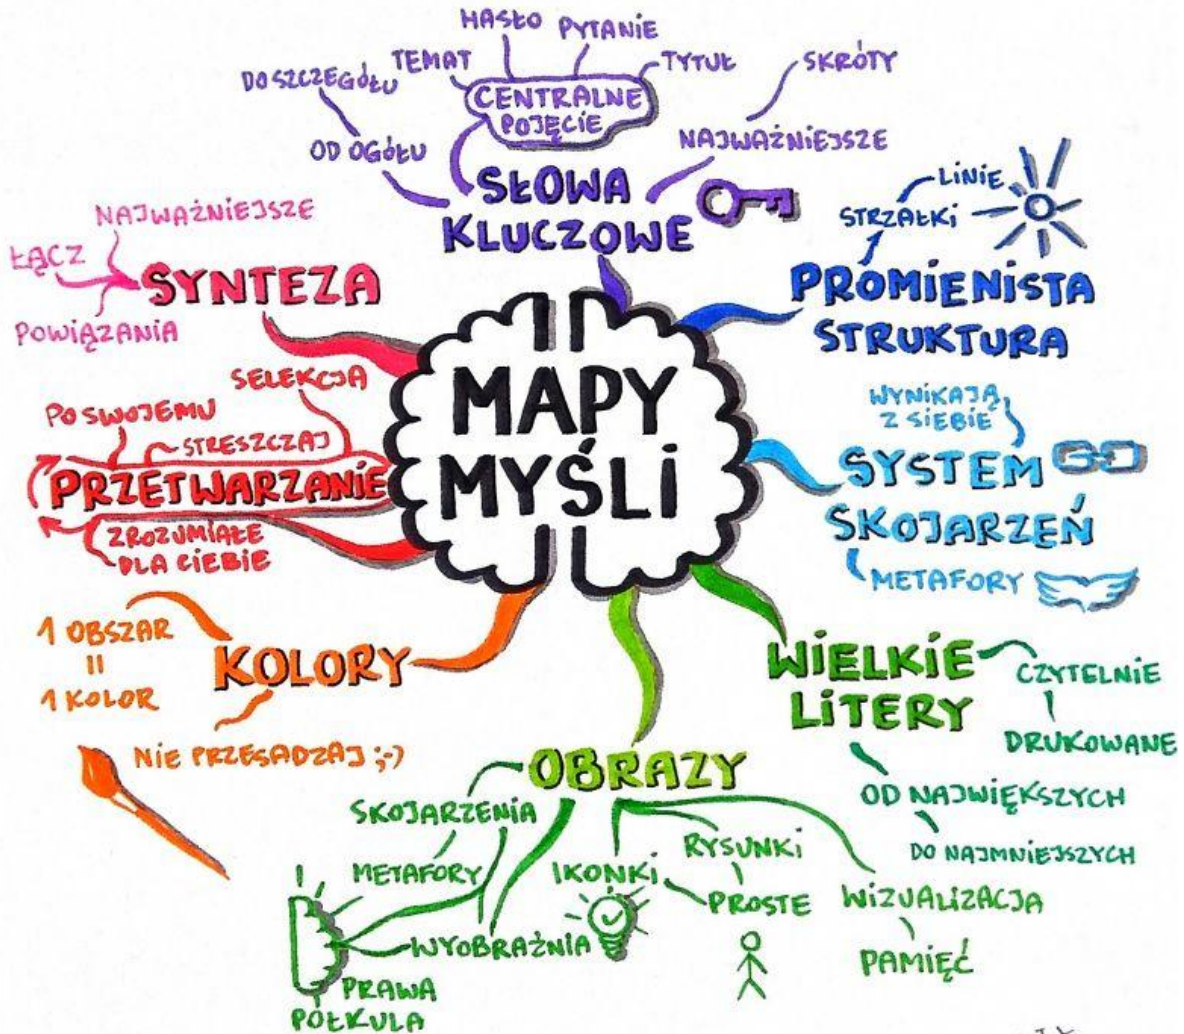 MAPY
MYŚLI
SŁOWA
KLUCZOWE
OD OGÓŁU
DO SZCZEGÓŁU
CENTRALNE
POJĘCIE
TEMAT
HASŁO
PYTANIE
TYTUŁ
NAJWAŻNIEJSZE
SKRÓTY
PROMIENISTA
STRUKTURA
STRZAŁKI
LINIE
SYSTEM
SKOJARZEŃ
WYNIKAJĄ
Z SIEBIE
METAFORY
WIELKIE
LITERY
CZYTELNIE
DRUKOWANE
OD NAJWIĘKSZYCH
DO NAJMNIEJSZYCH
OBRAZY
SKOJARZENIA
METAFORY
WYOBRAŹNIA
PRAWA
PÓŁKULA
IKONKI
RYSUNKI
PROSTE
WIZUALIZACJA
PAMIĘĆ
KOLORY
1 OBSZAR
=
1 KOLOR
NIE PRZESADZAJ ;-)
PRZETWARZANIE
PO SWOJEMU
STRESZCZAJ
SELEKCJA
ZROZUMIAŁE
DLA CIEBIE
SYNTEZA
NAJWAŻNIEJSZE
ŁĄCZ
POWIĄZANIA